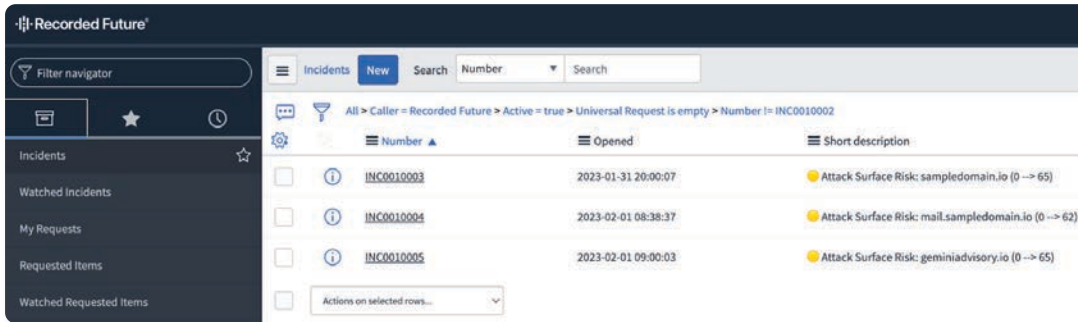 Recorded Future®
Filter navigator
Incidents
Watched Incidents
My Requests
Requested Items
Watched Requested Items
Incidents New Search Number Search
All > Caller = Recorded Future > Active = true > Universal Request is empty > Number != INC0010002
Number Opened Short description
INC0010003 2023-01-31 20:00:07 Attack Surface Risk: sampledomain.io (0 --> 65)
INC0010004 2023-02-01 08:38:37 Attack Surface Risk: mail.sampledomain.io (0 --> 62)
INC0010005 2023-02-01 09:00:03 Attack Surface Risk: geminiadvisory.io (0 --> 65)
Actions on selected rows...